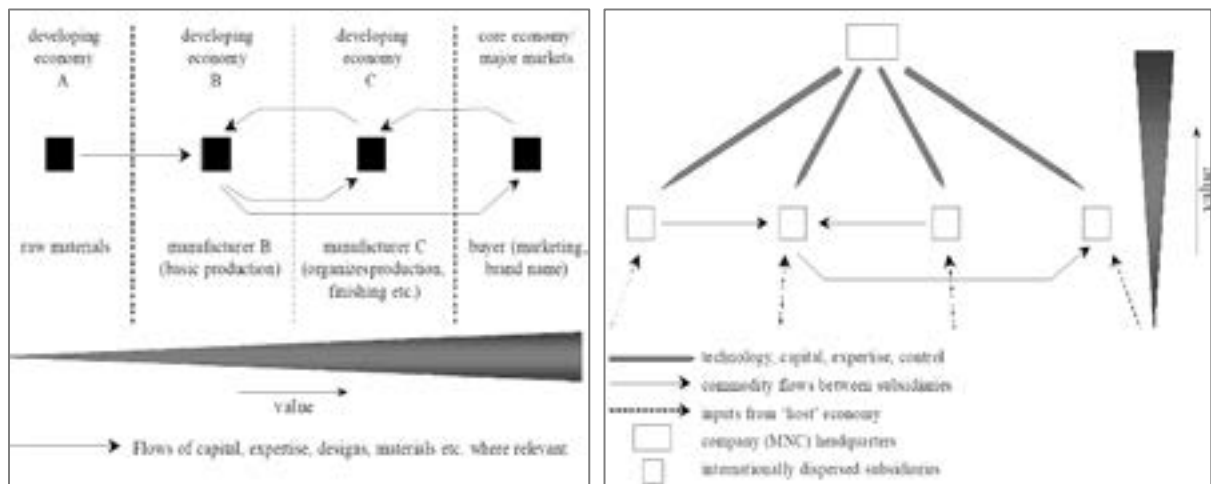 developing
economy
A
developing
economy
B
developing
economy
C
core economy/
major markets
raw materials
manufacturer B
(basic production)
manufacturer C
(organizesproduction,
finishing etc.)
buyer (marketing,
brand name)
value
Flows of capital, expertise, designs, materials etc. where relevant
value
technology, capital, expertise, control
commodity flows between subsidiaries
inputs from 'host' economy
company (MNC) headquarters
internationally dispersed subsidiaries